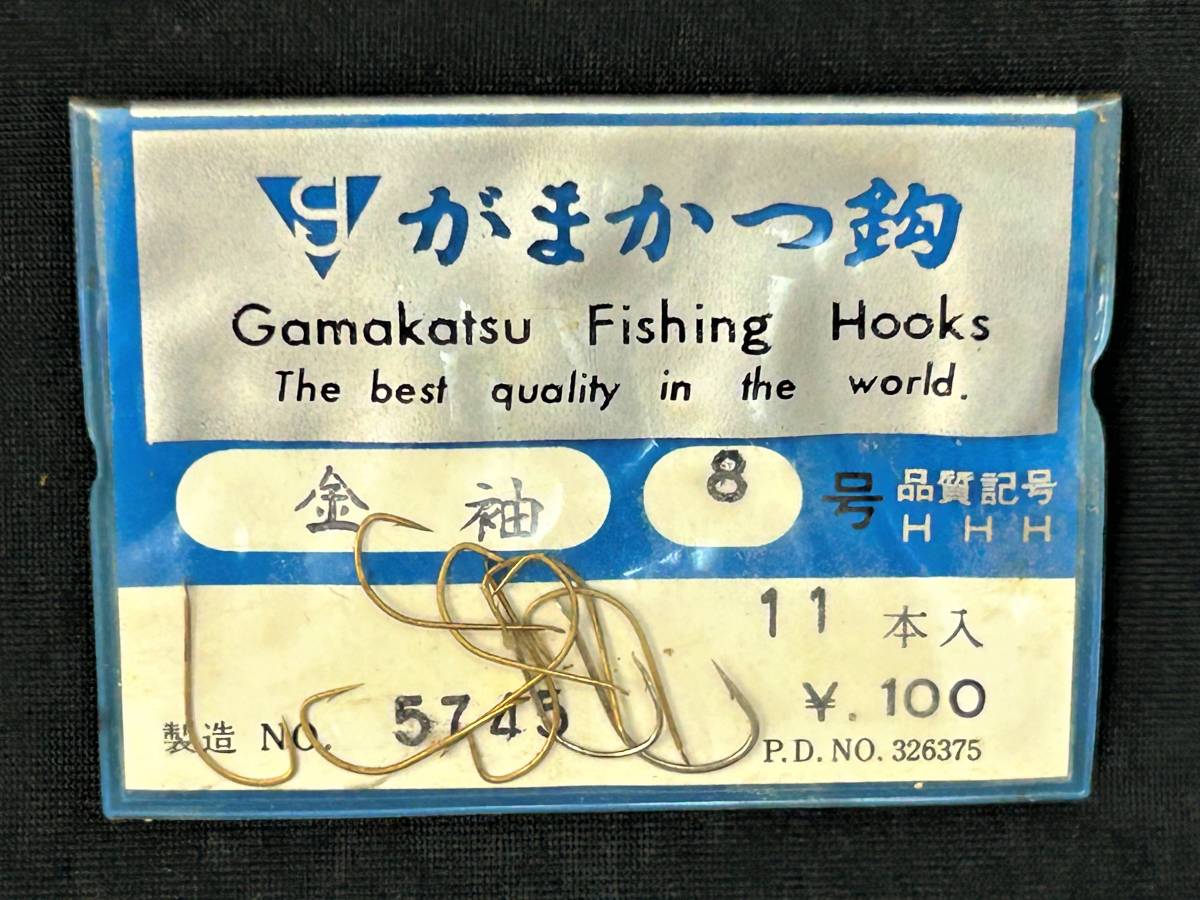 がまかつ鈎
Gamakatsu Fishing Hooks
The best quality in the world.
金袖 8 号 品質記号
HHH
11 本入
¥.100
製造 NO. 5745
P.D.NO.326375